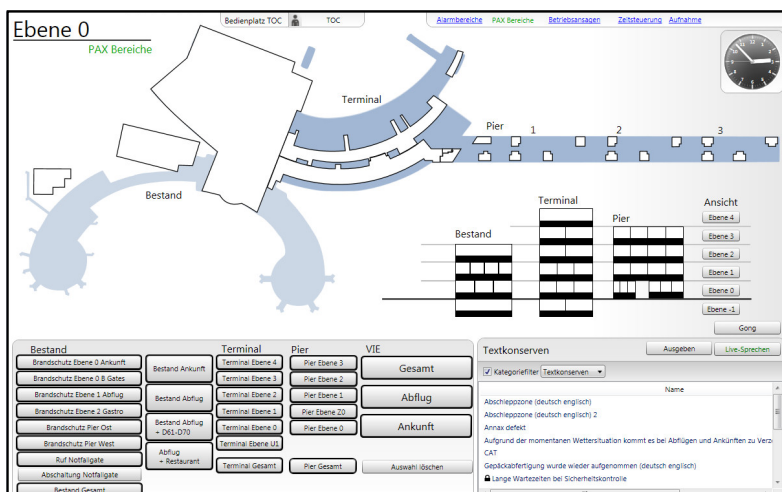 Ebene 0
PAX Bereiche
Bedienplatz TOC TOC
Alarmbereiche PAX Bereiche Betriebsansagen Zeitsteuerung Aufnahme
Terminal
Pier 1 2 3
Bestand
Bestand Terminal Pier Ansicht
Ebene 4
Ebene 3
Ebene 2
Ebene 1
Ebene 0
Ebene -1
Gong
Bestand
Brandschutz Ebene 0 Ankunft
Brandschutz Ebene 0 B Gates
Brandschutz Ebene 1 Abflug
Brandschutz Ebene 2 Gastro
Brandschutz Pier Ost
Brandschutz Pier West
Ruf Notfallgate
Abschaltung Notfallgate
Bestand Gesamt
Bestand Ankunft
Bestand Abflug
Bestand Abflug
+ D61-D70
Abflug
+ Restaurant
Terminal
Terminal Ebene 4
Terminal Ebene 3
Terminal Ebene 2
Terminal Ebene 1
Terminal Ebene 0
Terminal Ebene U1
Terminal Gesamt
Pier
Pier Ebene 3
Pier Ebene 2
Pier Ebene 1
Pier Ebene Z0
Pier Ebene 0
Pier Gesamt
VIE
Gesamt
Abflug
Ankunft
Auswahl löschen
Textkonserven Ausgeben Live-Sprechen
Kategoriefilter Textkonserven
Name
Abschleppzone (deutsch englisch)
Abschleppzone (deutsch englisch) 2
Annax defekt
Aufgrund der momentanen Wettersituation kommt es bei Abflügen und Ankünften zu Verz
CAT
Gepäckabfertigung wurde wieder aufgenommen (deutsch englisch)
Lange Wartezeiten bei Sicherheitskontrolle